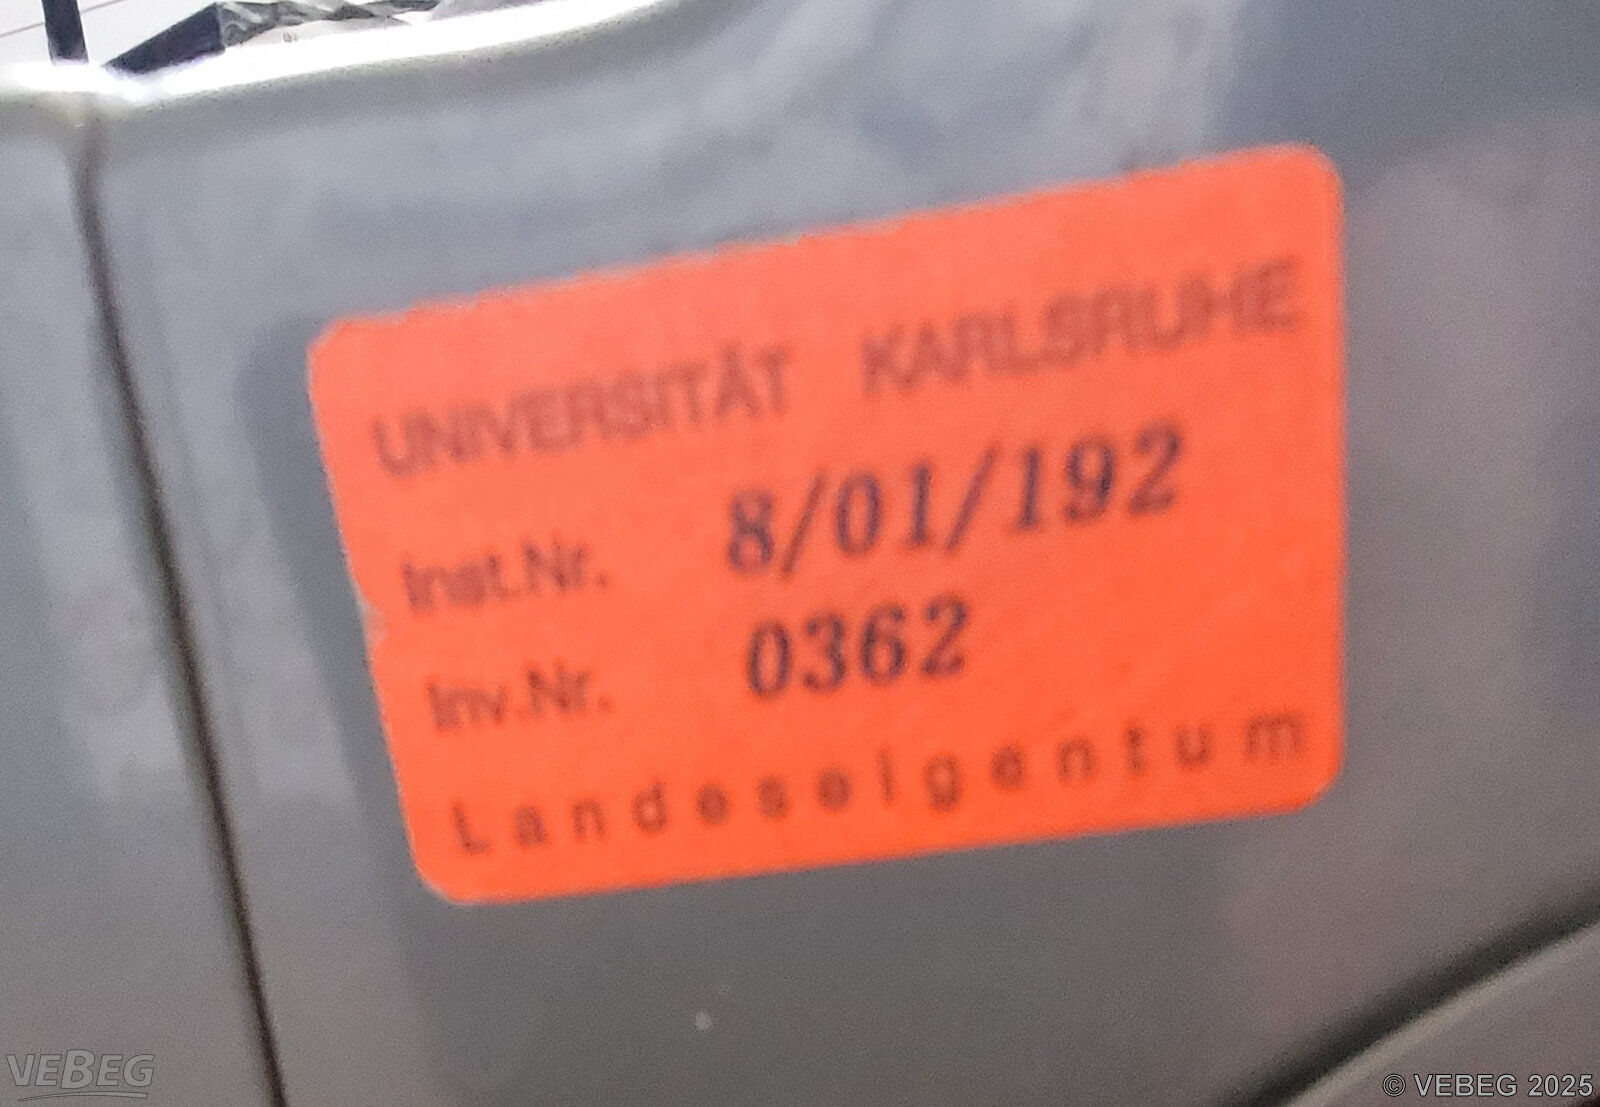 UNIVERSITÄT KARLSRUHE
Inst.Nr. 8/01/192
Inv.Nr. 0362
Landeseigentum
VEBEG
© VEBEG 2025